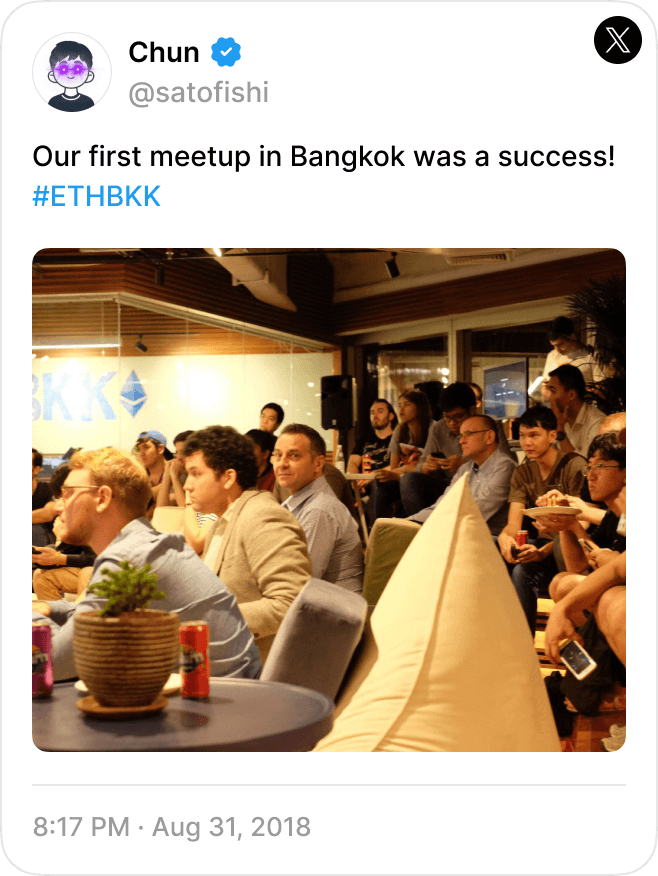 Chun
@satofishi
Our first meetup in Bangkok was a success!
#ETHBKK
BKK
8:17 PM · Aug 31, 2018